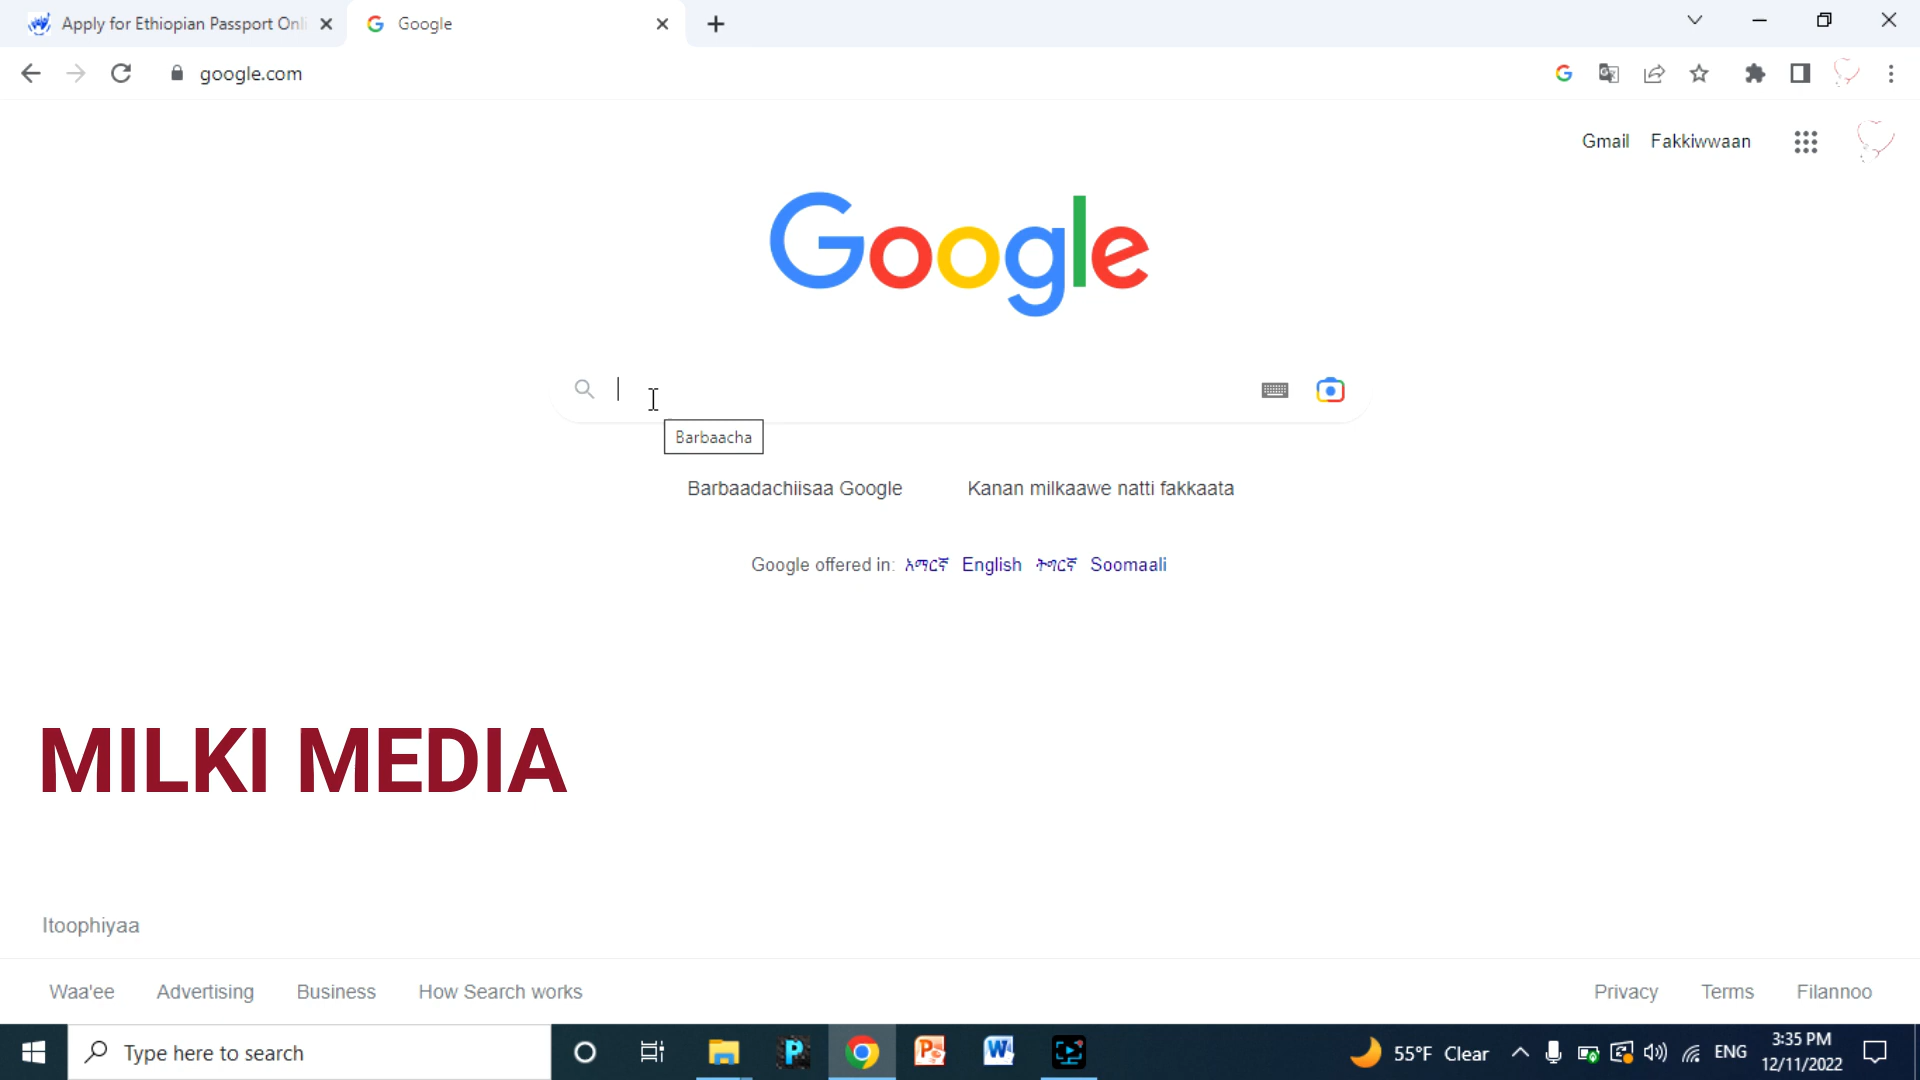 Apply for Ethiopian Passport Onli
Google
google.com
Gmail Fakkiwwaan
Google
Barbaacha
Barbaadachiisaa Google Kanan milkaawe natti fakkaata
Google offered in: አማርኛ English ትግርኛ Soomaali
MILKI MEDIA
Itoophiyaa
Waa'ee Advertising Business How Search works Privacy Terms Filannoo
Type here to search
55°F Clear
ENG
3:35 PM
12/11/2022